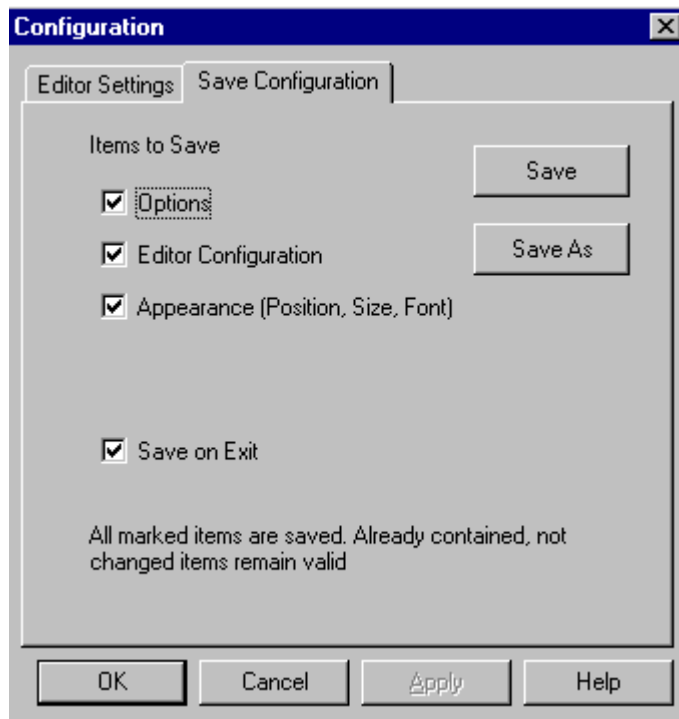 Configuration
Editor Settings
Save Configuration
Items to Save
Save
Options
Editor Configuration
Save As
Appearance (Position, Size, Font)
Save on Exit
All marked items are saved. Already contained, not
changed items remain valid
OK
Cancel
Apply
Help